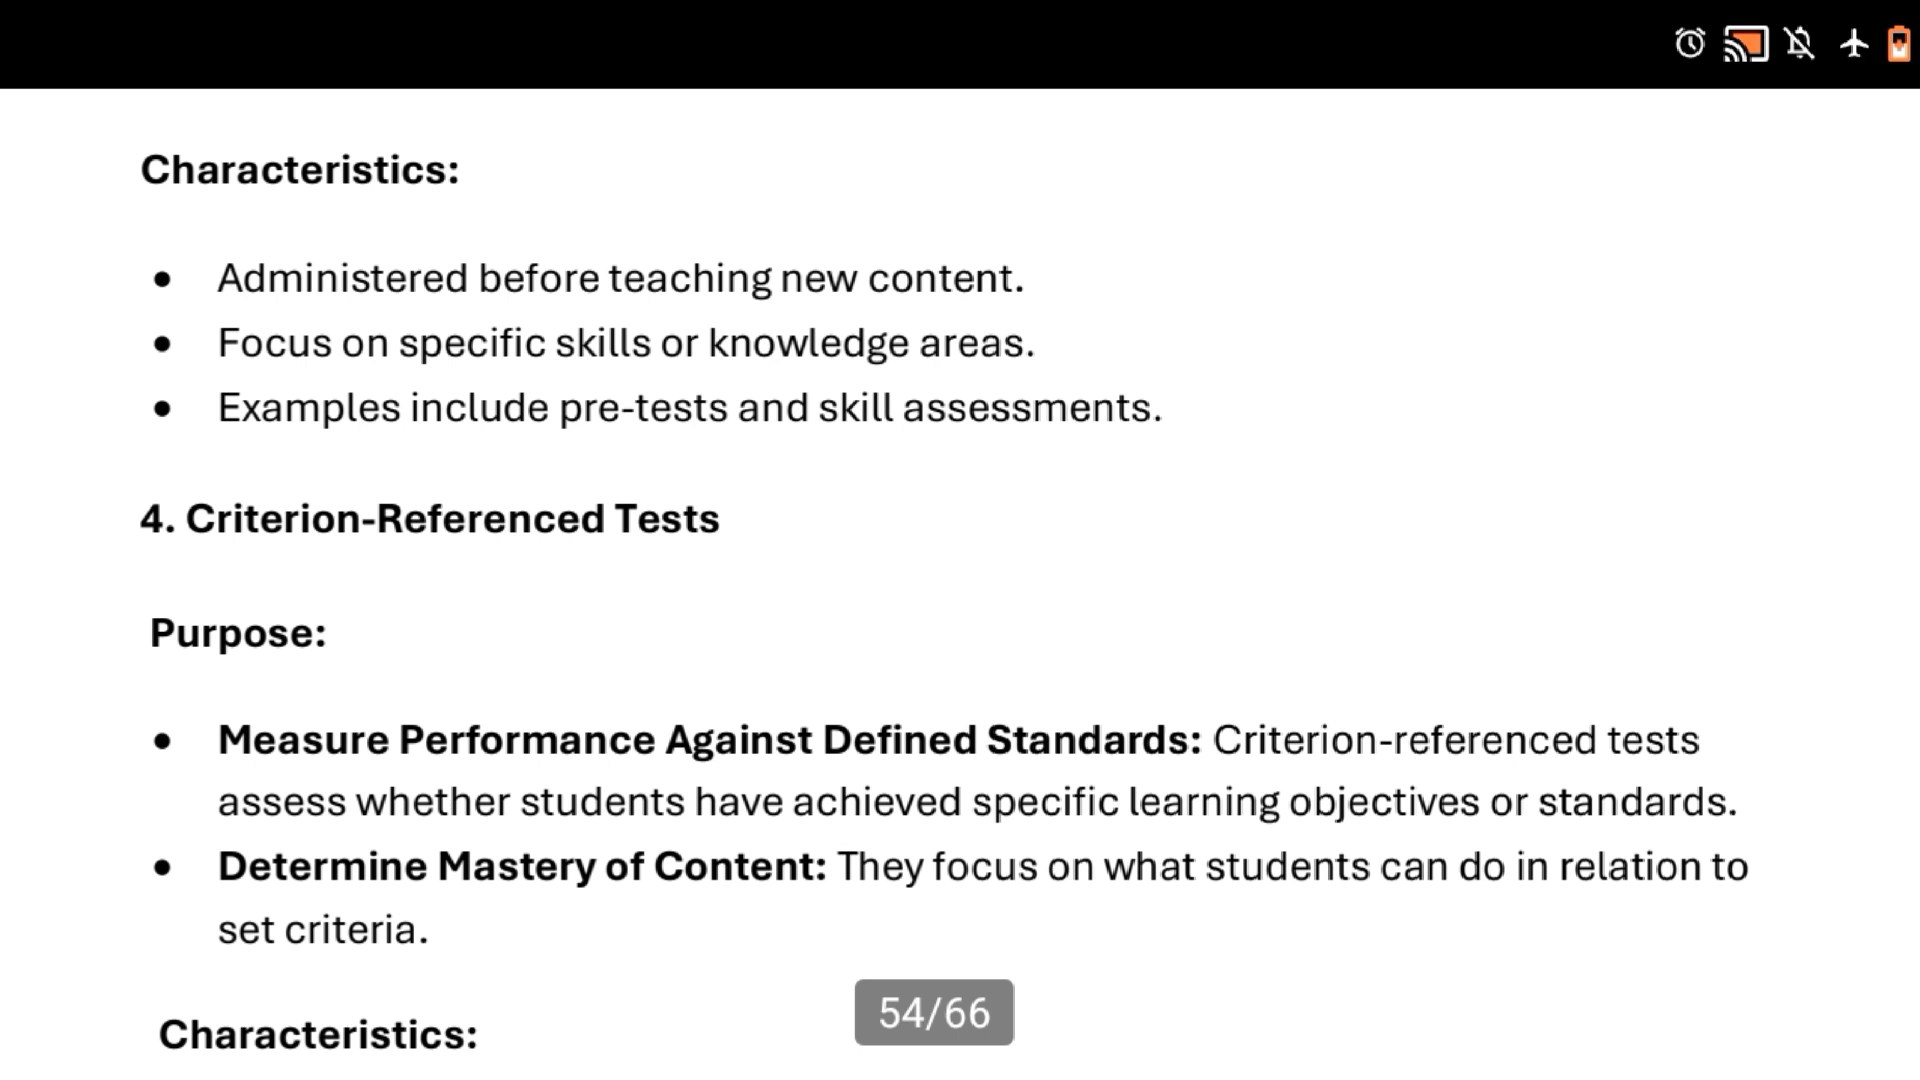 Characteristics:
• Administered before teaching new content.
• Focus on specific skills or knowledge areas.
• Examples include pre-tests and skill assessments.
4. Criterion-Referenced Tests
Purpose:
• Measure Performance Against Defined Standards: Criterion-referenced tests
assess whether students have achieved specific learning objectives or standards.
• Determine Mastery of Content: They focus on what students can do in relation to
set criteria.
54/66
Characteristics: